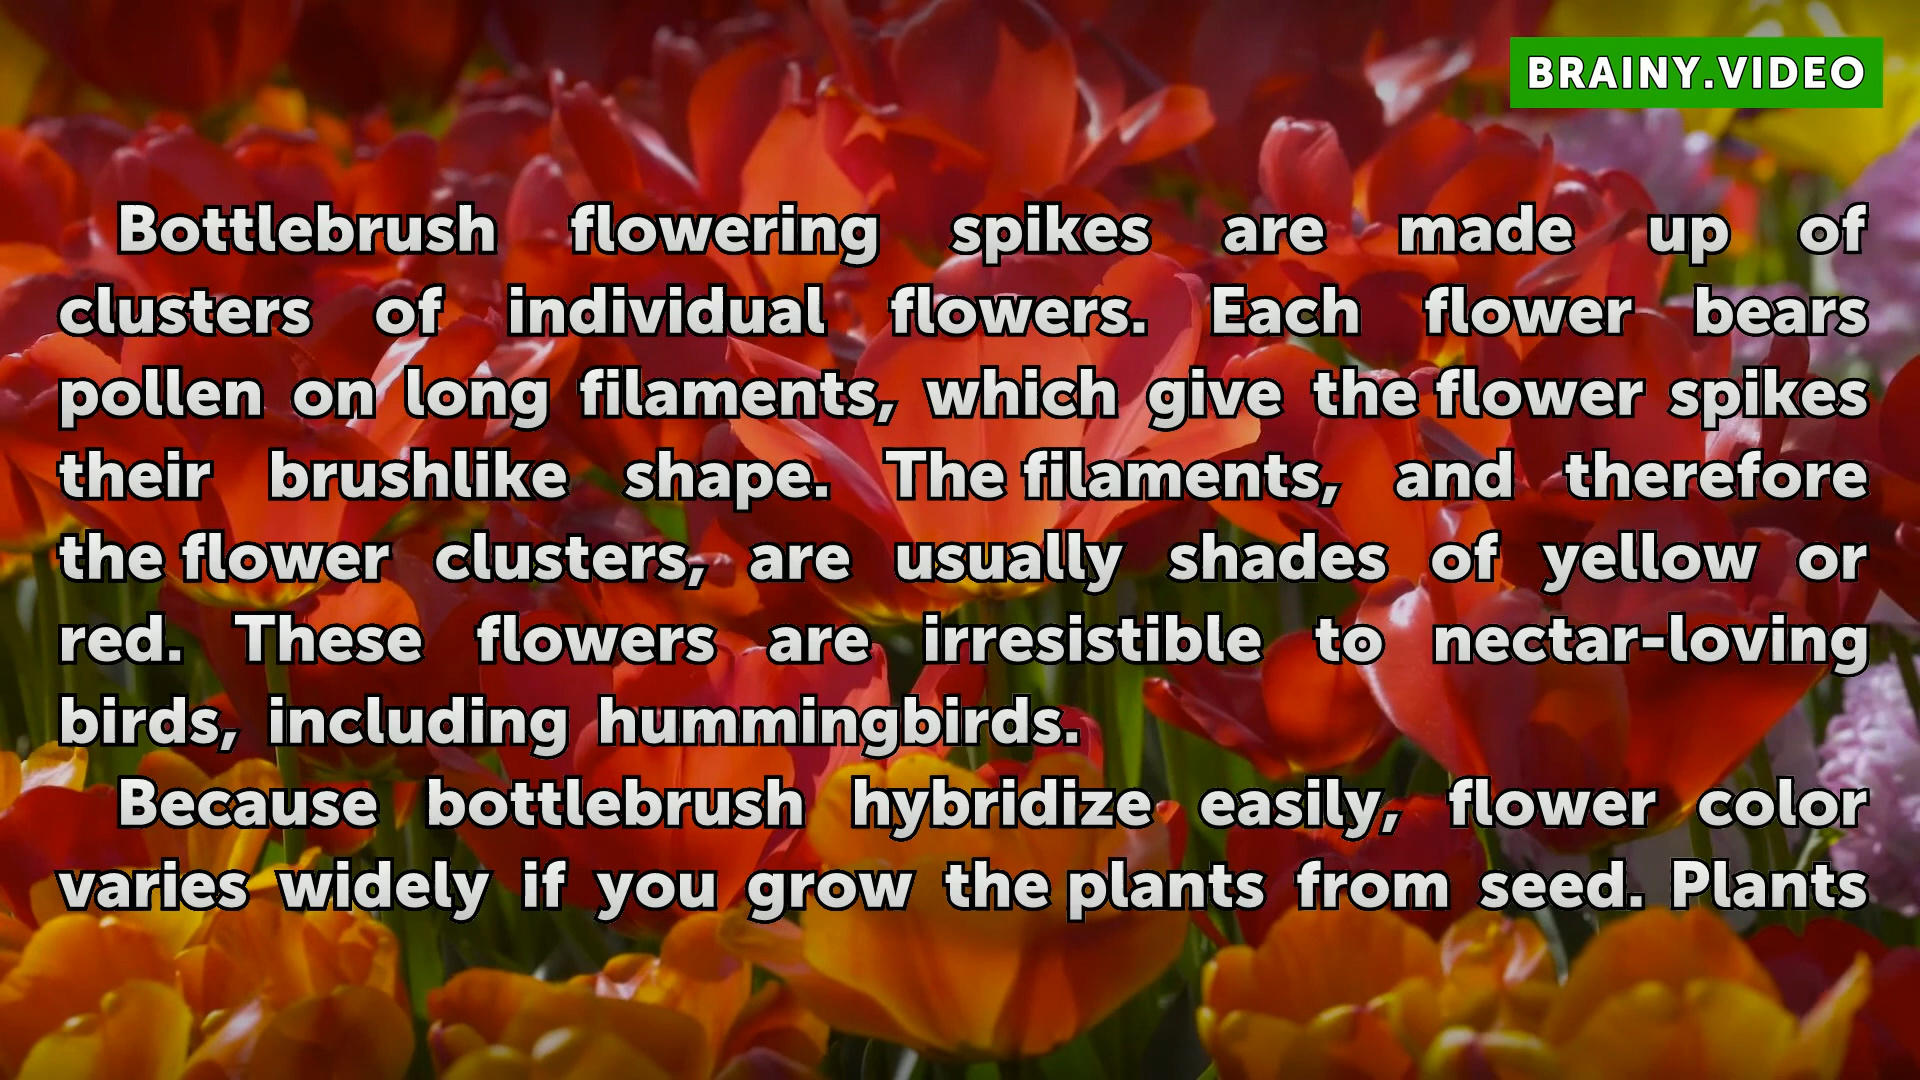 BRAINY.VIDEO
Bottlebrush flowering spikes are made up of
clusters of individual flowers. Each flower bears
pollen on long filaments, which give the flower spikes
their brushlike shape. The filaments, and therefore
the flower clusters, are usually shades of yellow or
red. These flowers are irresistible to nectar-loving
birds, including hummingbirds.
Because bottlebrush hybridize easily, flower color
varies widely if you grow the plants from seed. Plants